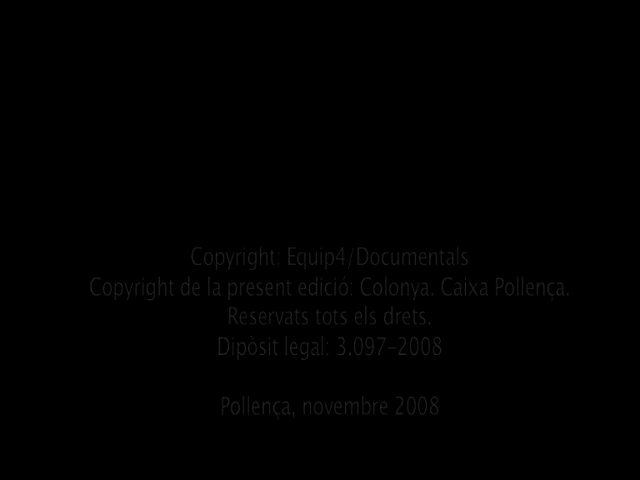 Copyright: Equip4/Documentals
Copyright de la present edició: Colonya. Caixa Pollença.
Reservats tots els drets.
Dipòsit legal: 3.097-2008
Pollença, novembre 2008